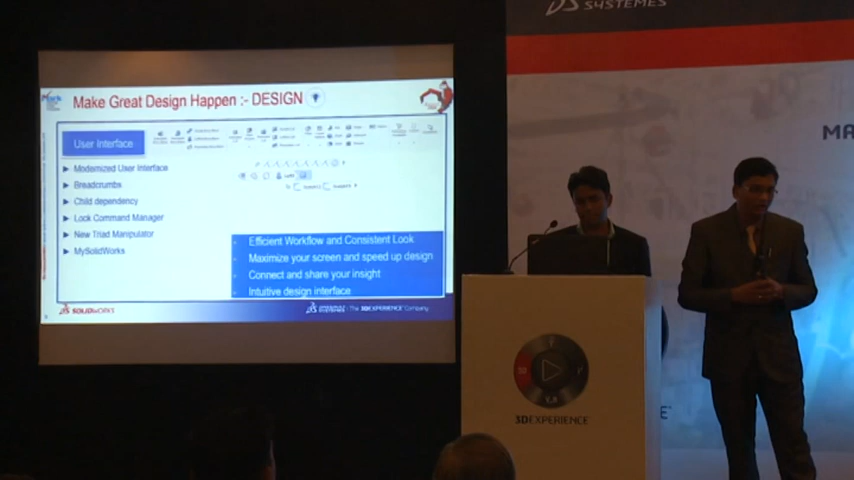 SYSTEMES
Make Great Design Happen :- DESIGN
User Interface
Modernized User Interface
Breadcrumbs
Child dependency
Lock Command Manager
New Triad Manipulator
MySolidWorks
Efficient Workflow and Consistent Look
Maximize your screen and speed up design
Connect and share your insight
Intuitive design interface
SOLIDWORKS
The 3DEXPERIENCE Company
MA
3D
V.R
3DEXPERIENCE